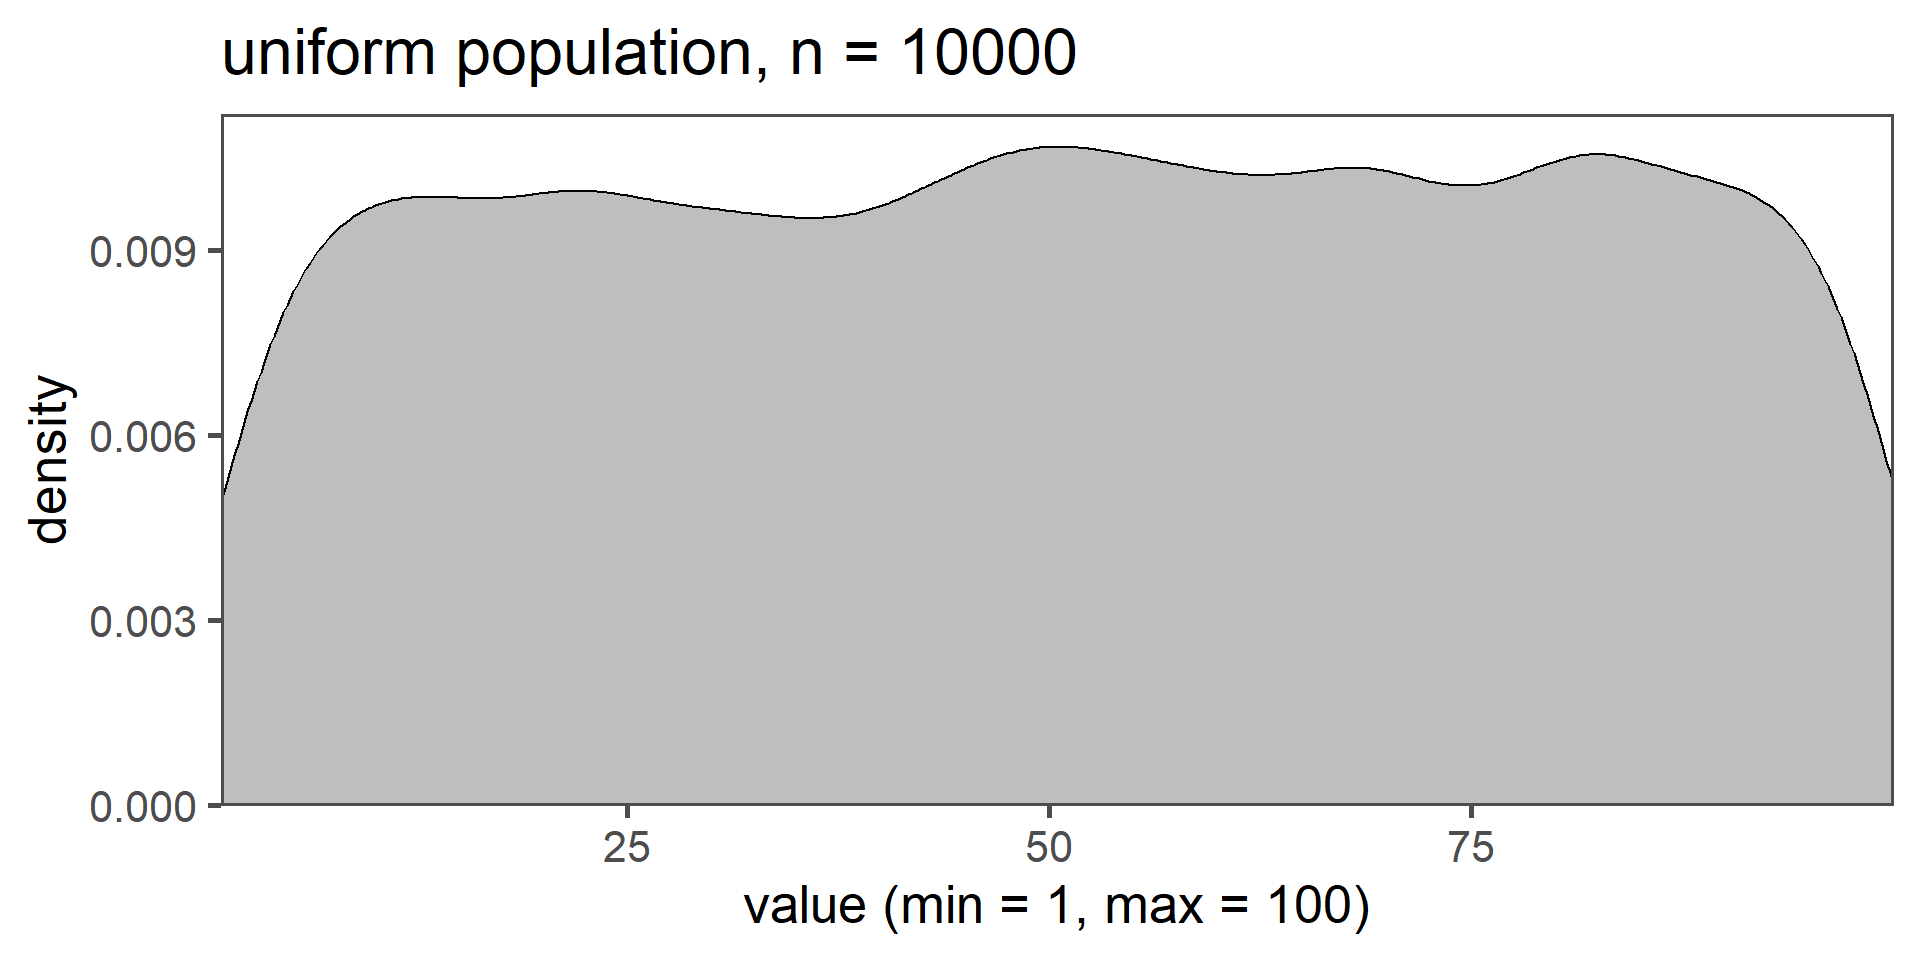 uniform population, n = 10000
density
0.009
0.006
0.003
0.000
25 50 75
value (min = 1, max = 100)